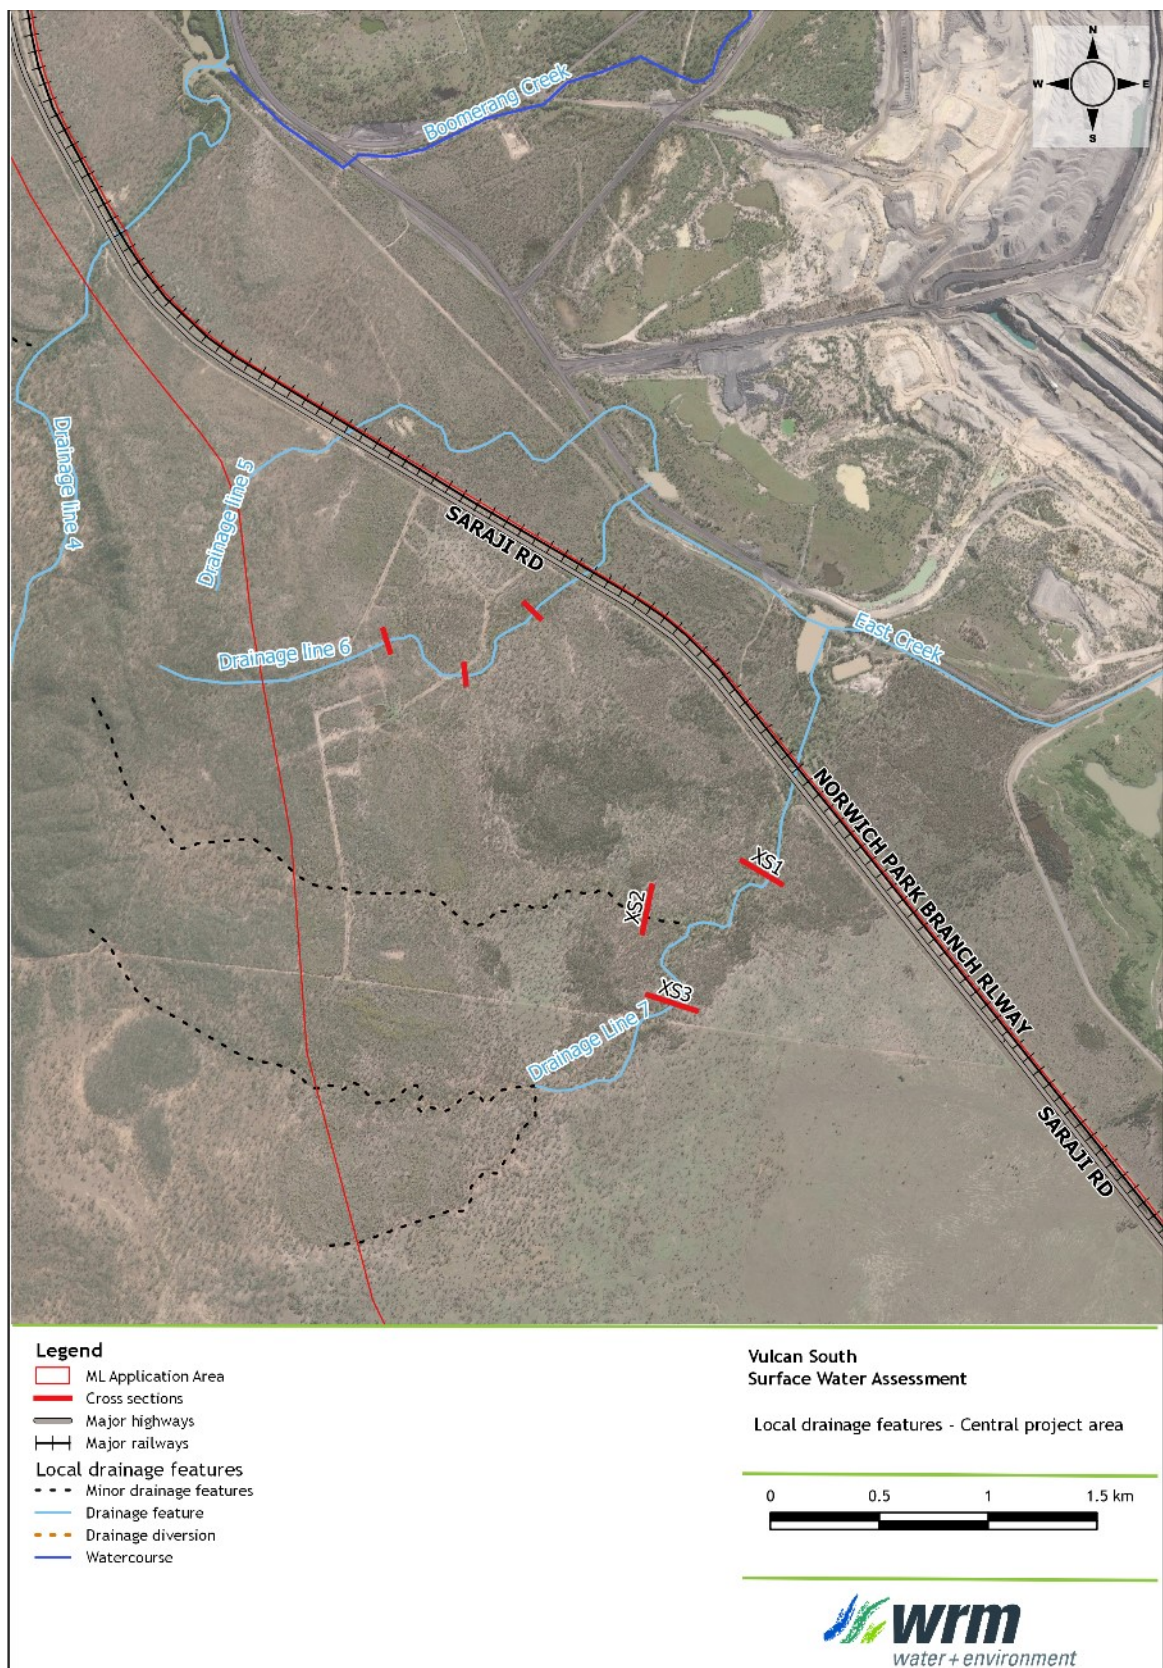 N
W
E
S
Boomerang Creek
Drainage line 4
Drainage line 5
SARAJI RD
East Creek
Drainage line 6
NORWICH PARK BRANCH RLWAY
XS1
XS2
XS3
Drainage Line 7
SARAJI RD
Legend
ML Application Area
Cross sections
Major highways
Major railways
Local drainage features
Minor drainage features
Drainage feature
Drainage diversion
Watercourse
Vulcan South
Surface Water Assessment
Local drainage features - Central project area
0 0.5 1 1.5 km
wrm
water + environment